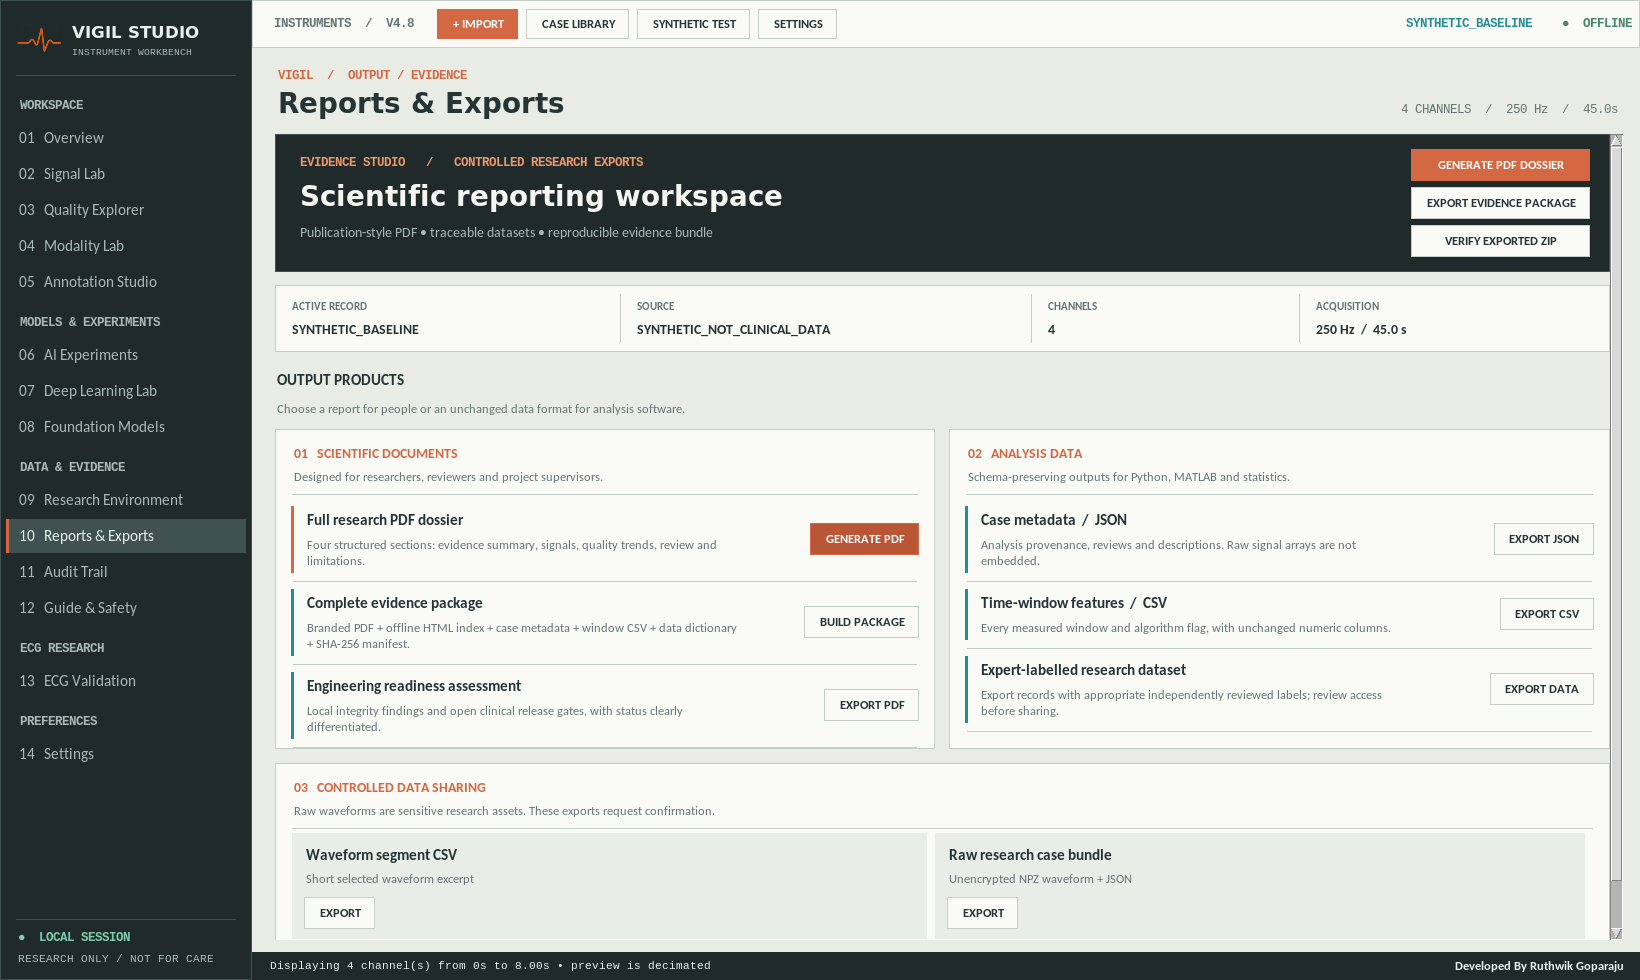 VIGIL STUDIO
INSTRUMENT WORKBENCH
WORKSPACE
01 Overview
02 Signal Lab
03 Quality Explorer
04 Modality Lab
05 Annotation Studio
MODELS & EXPERIMENTS
06 AI Experiments
07 Deep Learning Lab
08 Foundation Models
DATA & EVIDENCE
09 Research Environment
10 Reports & Exports
11 Audit Trail
12 Guide & Safety
ECG RESEARCH
13 ECG Validation
PREFERENCES
14 Settings
● LOCAL SESSION
RESEARCH ONLY / NOT FOR CARE
INSTRUMENTS / V4.8 + IMPORT CASE LIBRARY SYNTHETIC TEST SETTINGS SYNTHETIC_BASELINE ● OFFLINE
VIGIL / OUTPUT / EVIDENCE
Reports & Exports
4 CHANNELS / 250 Hz / 45.0s
EVIDENCE STUDIO / CONTROLLED RESEARCH EXPORTS
Scientific reporting workspace
Publication-style PDF • traceable datasets • reproducible evidence bundle
GENERATE PDF DOSSIER
EXPORT EVIDENCE PACKAGE
VERIFY EXPORTED ZIP
ACTIVE RECORD
SYNTHETIC_BASELINE
SOURCE
SYNTHETIC_NOT_CLINICAL_DATA
CHANNELS
4
ACQUISITION
250 Hz / 45.0 s
OUTPUT PRODUCTS
Choose a report for people or an unchanged data format for analysis software.
01 SCIENTIFIC DOCUMENTS
Designed for researchers, reviewers and project supervisors.
Full research PDF dossier
Four structured sections: evidence summary, signals, quality trends, review and
limitations.
GENERATE PDF
Complete evidence package
Branded PDF + offline HTML index + case metadata + window CSV + data dictionary
+ SHA-256 manifest.
BUILD PACKAGE
Engineering readiness assessment
Local integrity findings and open clinical release gates, with status clearly
differentiated.
EXPORT PDF
02 ANALYSIS DATA
Schema-preserving outputs for Python, MATLAB and statistics.
Case metadata / JSON
Analysis provenance, reviews and descriptions. Raw signal arrays are not
embedded.
EXPORT JSON
Time-window features / CSV
Every measured window and algorithm flag, with unchanged numeric columns.
EXPORT CSV
Expert-labelled research dataset
Export records with appropriate independently reviewed labels; review access
before sharing.
EXPORT DATA
03 CONTROLLED DATA SHARING
Raw waveforms are sensitive research assets. These exports request confirmation.
Waveform segment CSV
Short selected waveform excerpt
EXPORT
Raw research case bundle
Unencrypted NPZ waveform + JSON
EXPORT
Displaying 4 channel(s) from 0s to 8.00s • preview is decimated
Developed By Ruthwik Goparaju